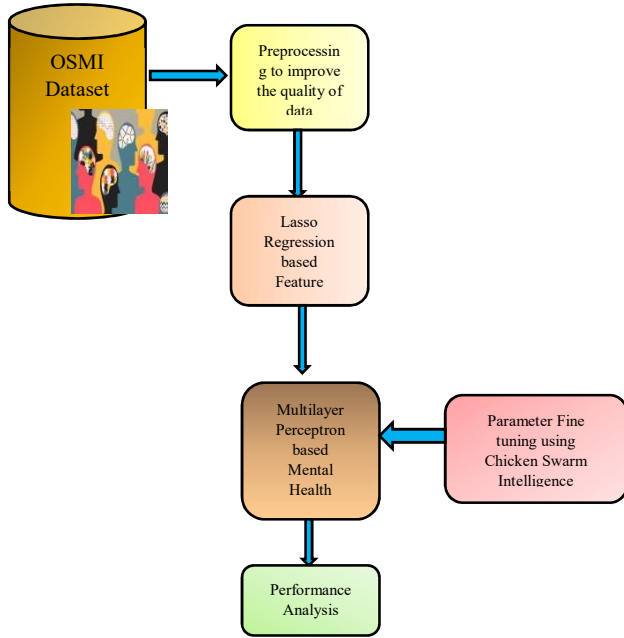 OSMI
Dataset
Preprocessin
g to improve
the quality of
data
Lasso
Regression
based
Feature
Multilayer
Perceptron
based
Mental
Health
Parameter Fine
tuning using
Chicken Swarm
Intelligence
Performance
Analysis